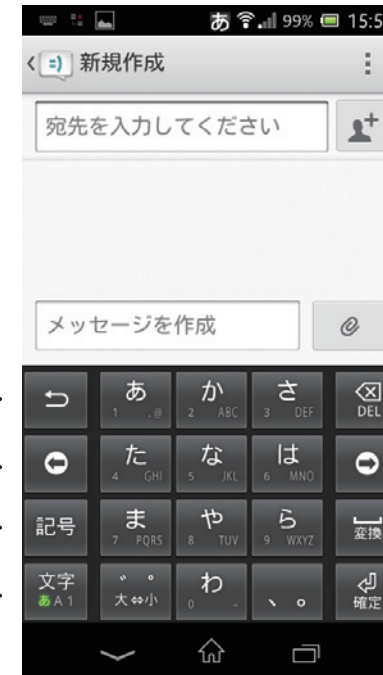 あ 99% 15:5
新規作成
宛先を入力してください
メッセージを作成
あ か さ DEL
1 .@ 2 ABC 3 DEF
た な は
4 GHI 5 JKL 6 MNO
記号 ま や ら 変換
7 PQRS 8 TUV 9 WXYZ
文字 ゛゜ わ 、。 確定
あA1 大⇔小 0 -